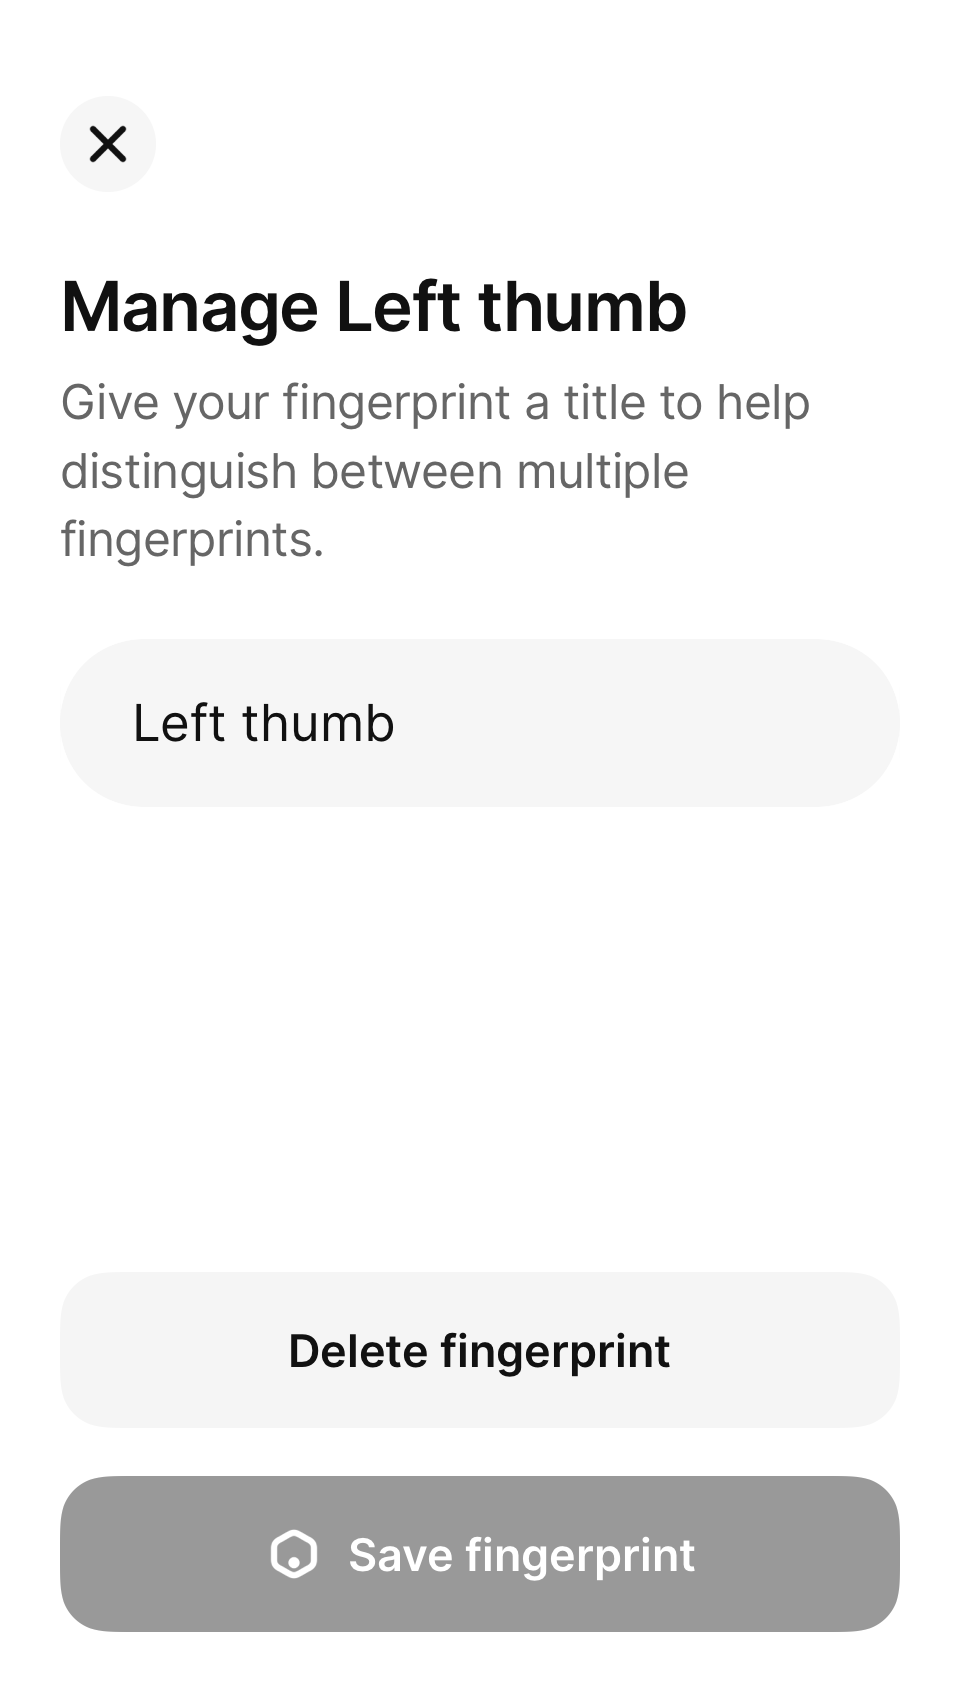 Manage Left thumb
Give your fingerprint a title to help
distinguish between multiple
fingerprints.
Left thumb
Delete fingerprint
Save fingerprint